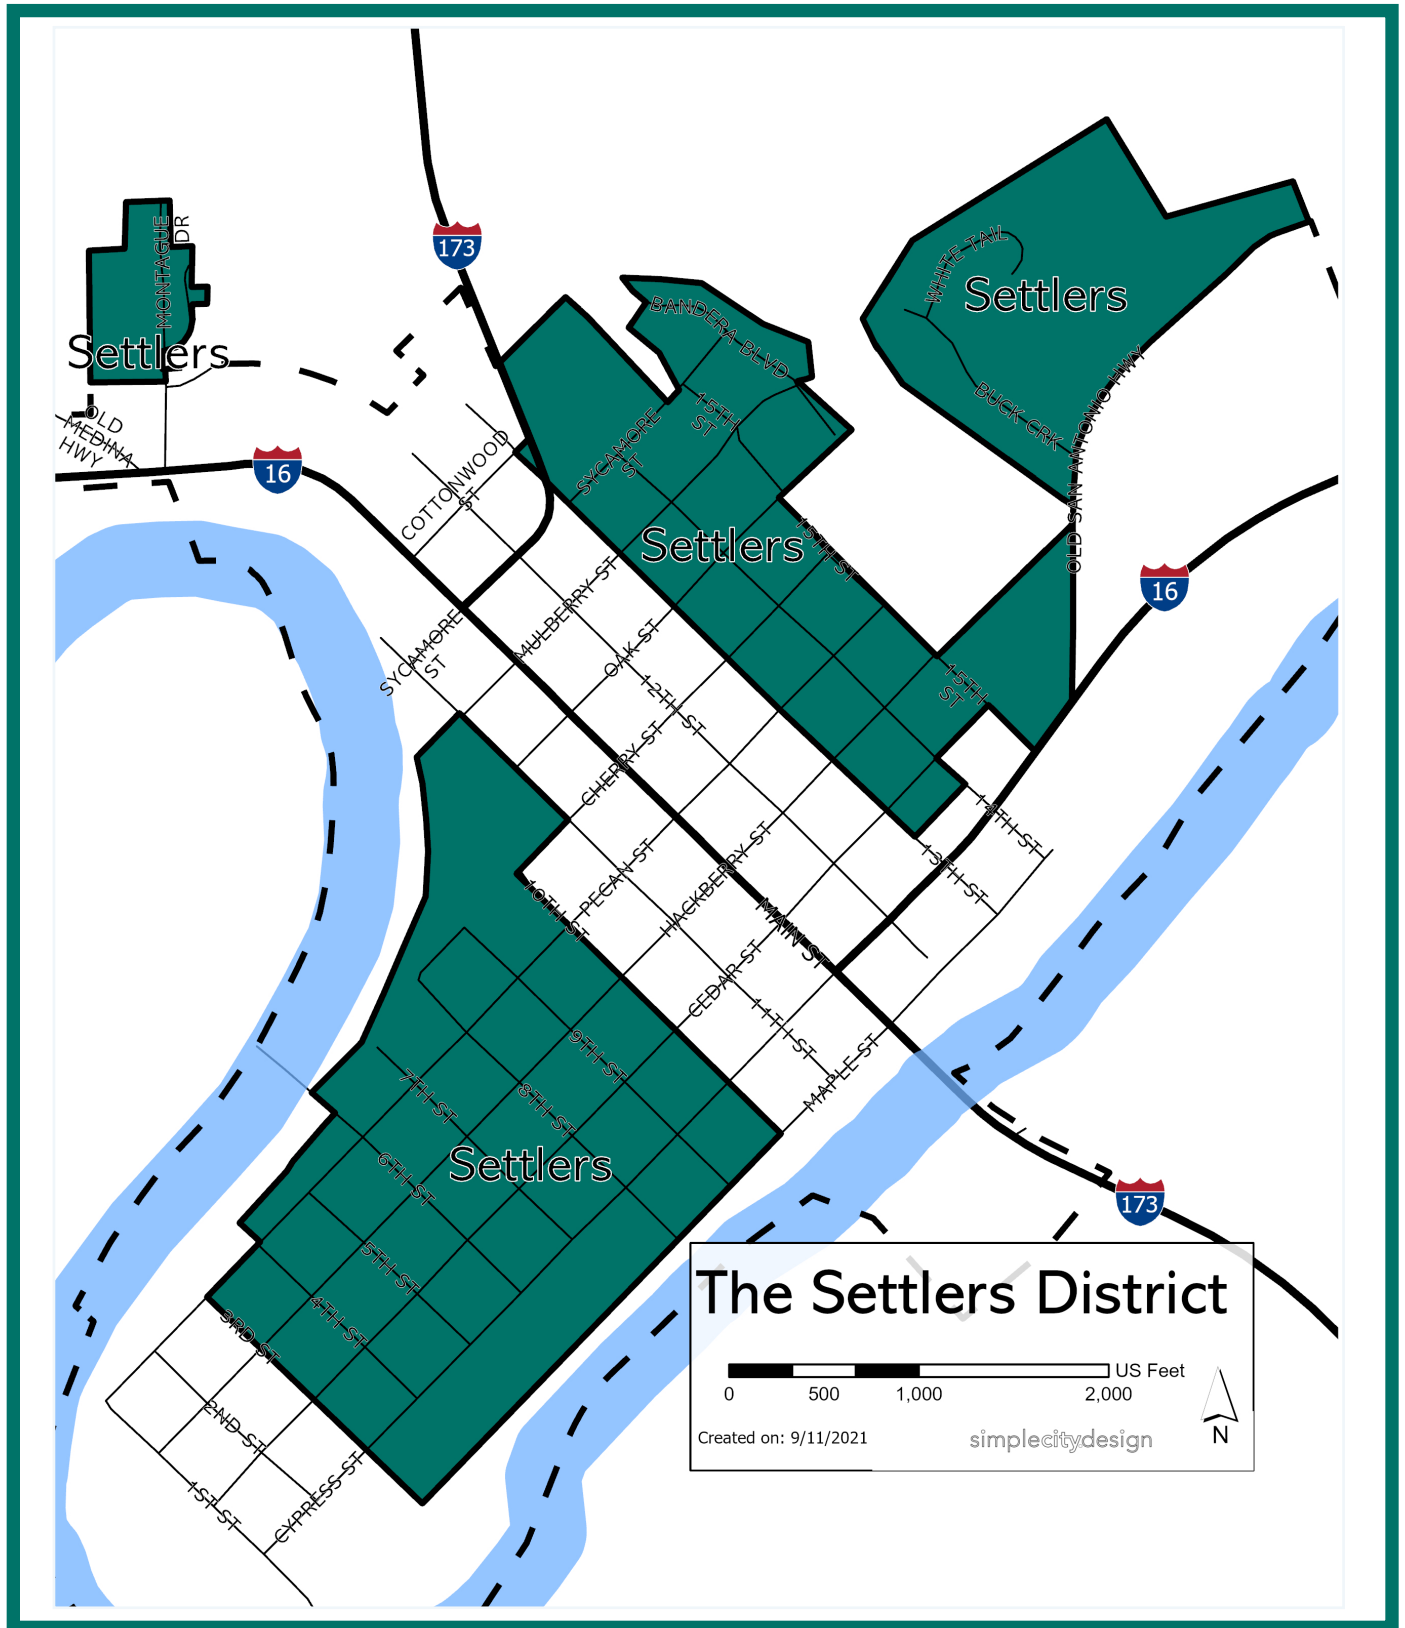 173
MONTAGUE
DR
WHITE TAIL
Settlers
BANDERA BLVD
Settlers
OLD
MEDINA
HWY
15TH
ST
SYCAMORE
ST
BUCK CRK
OLD SAN ANTONIO HWY
16
COTTONWOOD
ST
Settlers
15TH ST
16
MULBERRY ST
SYCAMORE
ST
OAK ST
12TH ST
15TH
ST
CHERRY ST
14TH ST
13TH ST
PECAN ST
HACKBERRY ST
10TH ST
MAIN ST
CEDAR ST
11TH ST
MAPLE ST
9TH ST
8TH ST
7TH ST
Settlers
6TH ST
173
5TH ST
4TH ST
3RD ST
2ND ST
1ST ST
CYPRESS ST
The Settlers District
US Feet
0 500 1,000 2,000
Created on: 9/11/2021
simplecity.design
N